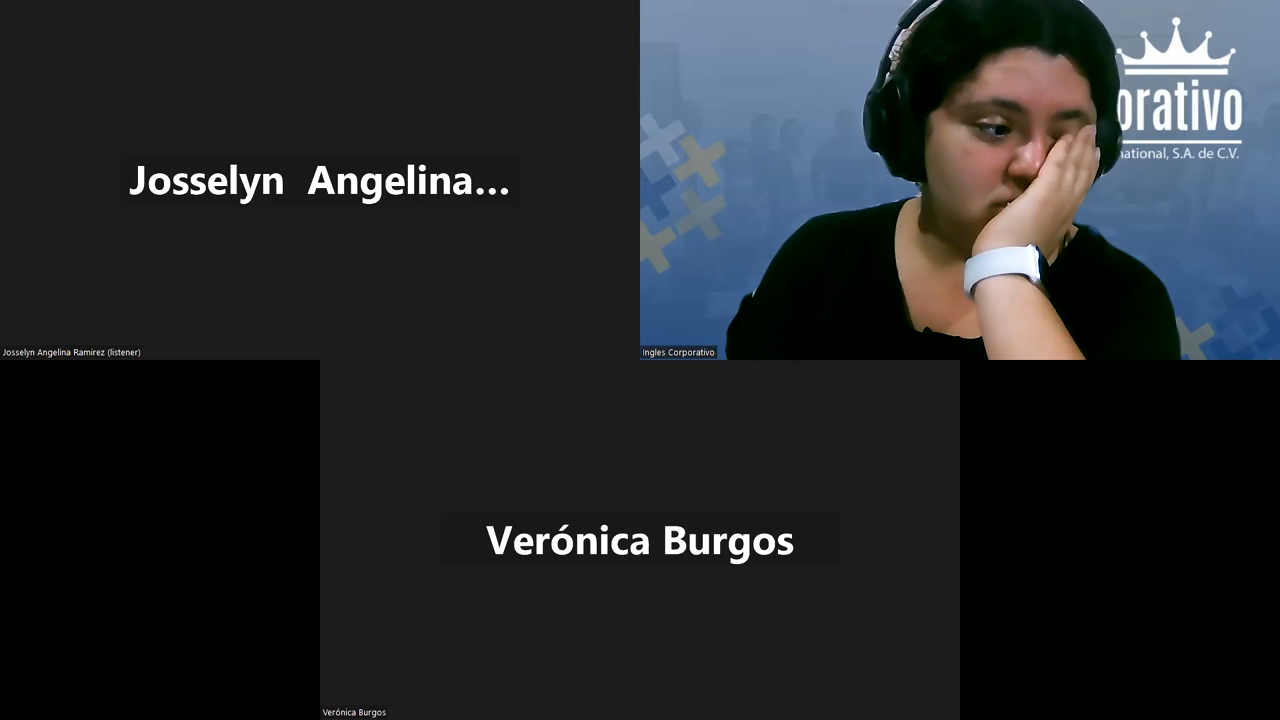 Josselyn  Angelina...
Josselyn Angelina Ramirez (listener)
orativo
national, S.A. de C.V.
Ingles Corporativo
Verónica Burgos
Verónica Burgos